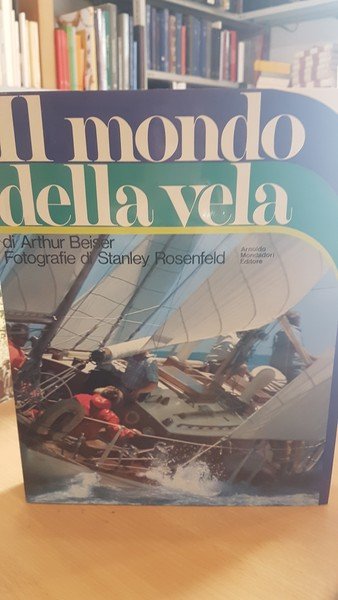 Il mondo
della vela
di Arthur Beiser
Fotografie di Stanley Rosenfeld
Arnoldo
Mondadori
Editore